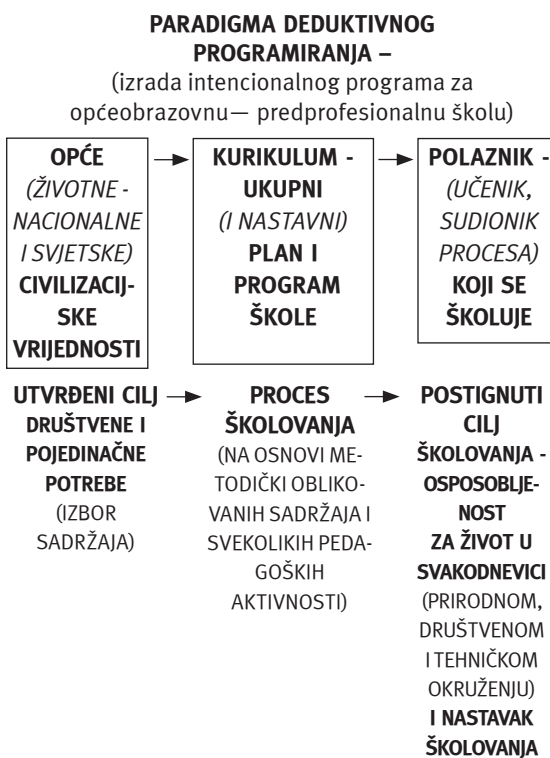 PARADIGMA DEDUKTIVNOG
PROGRAMIRANJA –
(izrada intencionalnog programa za
općeobrazovnu— predprofesionalnu školu)
OPĆE
(ŽIVOTNE -
NACIONALNE
I SVJETSKE)
CIVILIZACIJ-
SKE
VRIJEDNOSTI
KURIKULUM -
UKUPNI
(I NASTAVNI)
PLAN I
PROGRAM
ŠKOLE
POLAZNIK -
(UČENIK,
SUDIONIK
PROCESA)
KOJI SE
ŠKOLUJE
UTVRĐENI CILJ
DRUŠTVENE I
POJEDINAČNE
POTREBE
(IZBOR
SADRŽAJA)
PROCES
ŠKOLOVANJA
(NA OSNOVI ME-
TODIČKI OBLIKO-
VANIH SADRŽAJA I
SVEKOLIKIH PEDA-
GOŠKIH
AKTIVNOSTI)
POSTIGNUTI
CILJ
ŠKOLOVANJA -
OSPOSOBLJE-
NOST
ZA ŽIVOT U
SVAKODNEVICI
(PRIRODNOM,
DRUŠTVENOM
I TEHNIČKOM
OKRUŽENJU)
I NASTAVAK
ŠKOLOVANJA